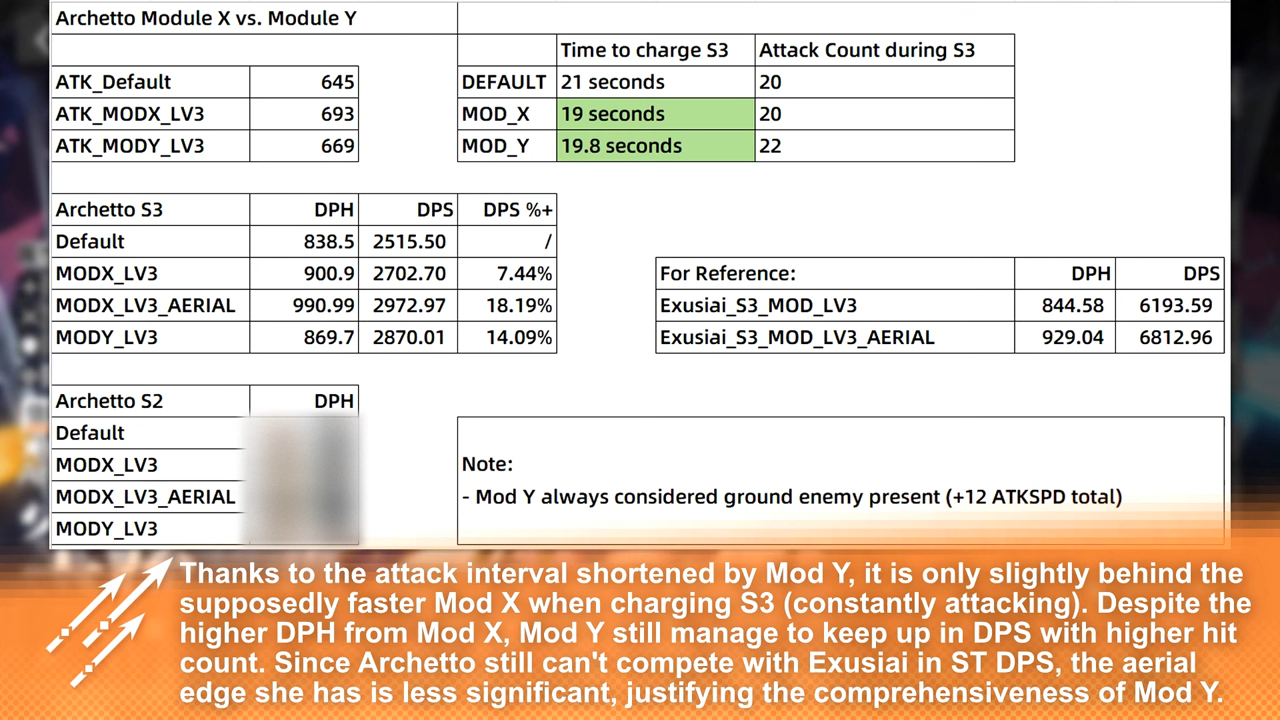 Archetto Module X vs. Module Y
Time to charge S3 Attack Count during S3
ATK_Default 645 DEFAULT 21 seconds 20
ATK_MODX_LV3 693 MOD_X 19 seconds 20
ATK_MODY_LV3 669 MOD_Y 19.8 seconds 22
Archetto S3 DPH DPS DPS %+
Default 838.5 2515.50 /
MODX_LV3 900.9 2702.70 7.44% For Reference: DPH DPS
MODX_LV3_AERIAL 990.99 2972.97 18.19% Exusiai_S3_MOD_LV3 844.58 6193.59
MODY_LV3 869.7 2870.01 14.09% Exusiai_S3_MOD_LV3_AERIAL 929.04 6812.96
Archetto S2 DPH
Default
MODX_LV3 Note:
MODX_LV3_AERIAL - Mod Y always considered ground enemy present (+12 ATKSPD total)
MODY_LV3
Thanks to the attack interval shortened by Mod Y, it is only slightly behind the
supposedly faster Mod X when charging S3 (constantly attacking). Despite the
higher DPH from Mod X, Mod Y still manage to keep up in DPS with higher hit
count. Since Archetto still can't compete with Exusiai in ST DPS, the aerial
edge she has is less significant, justifying the comprehensiveness of Mod Y.